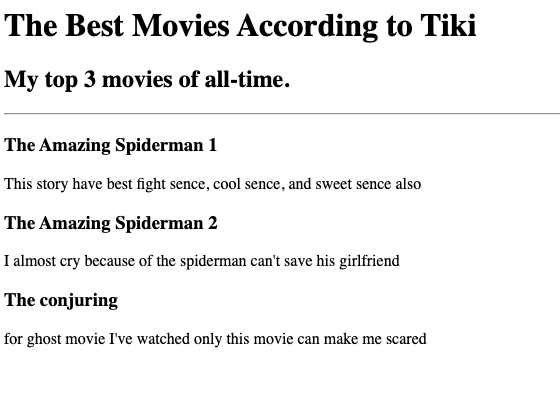 The Best Movies According to Tiki
My top 3 movies of all-time.
The Amazing Spiderman 1
This story have best fight sence, cool sence, and sweet sence also
The Amazing Spiderman 2
I almost cry because of the spiderman can't save his girlfriend
The conjuring
for ghost movie I've watched only this movie can make me scared